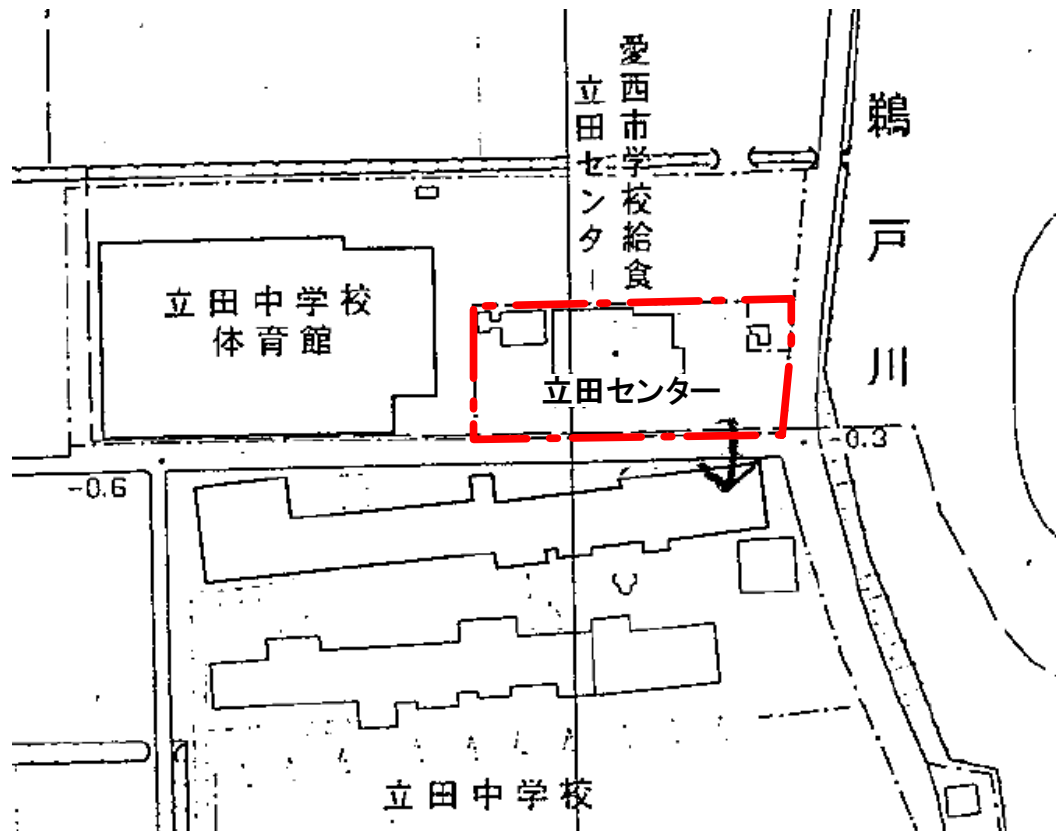 愛西市学校給食
立田センター
鵜戸川
立田中学校
体育館
立田センター
-0.3
-0.6
立田中学校